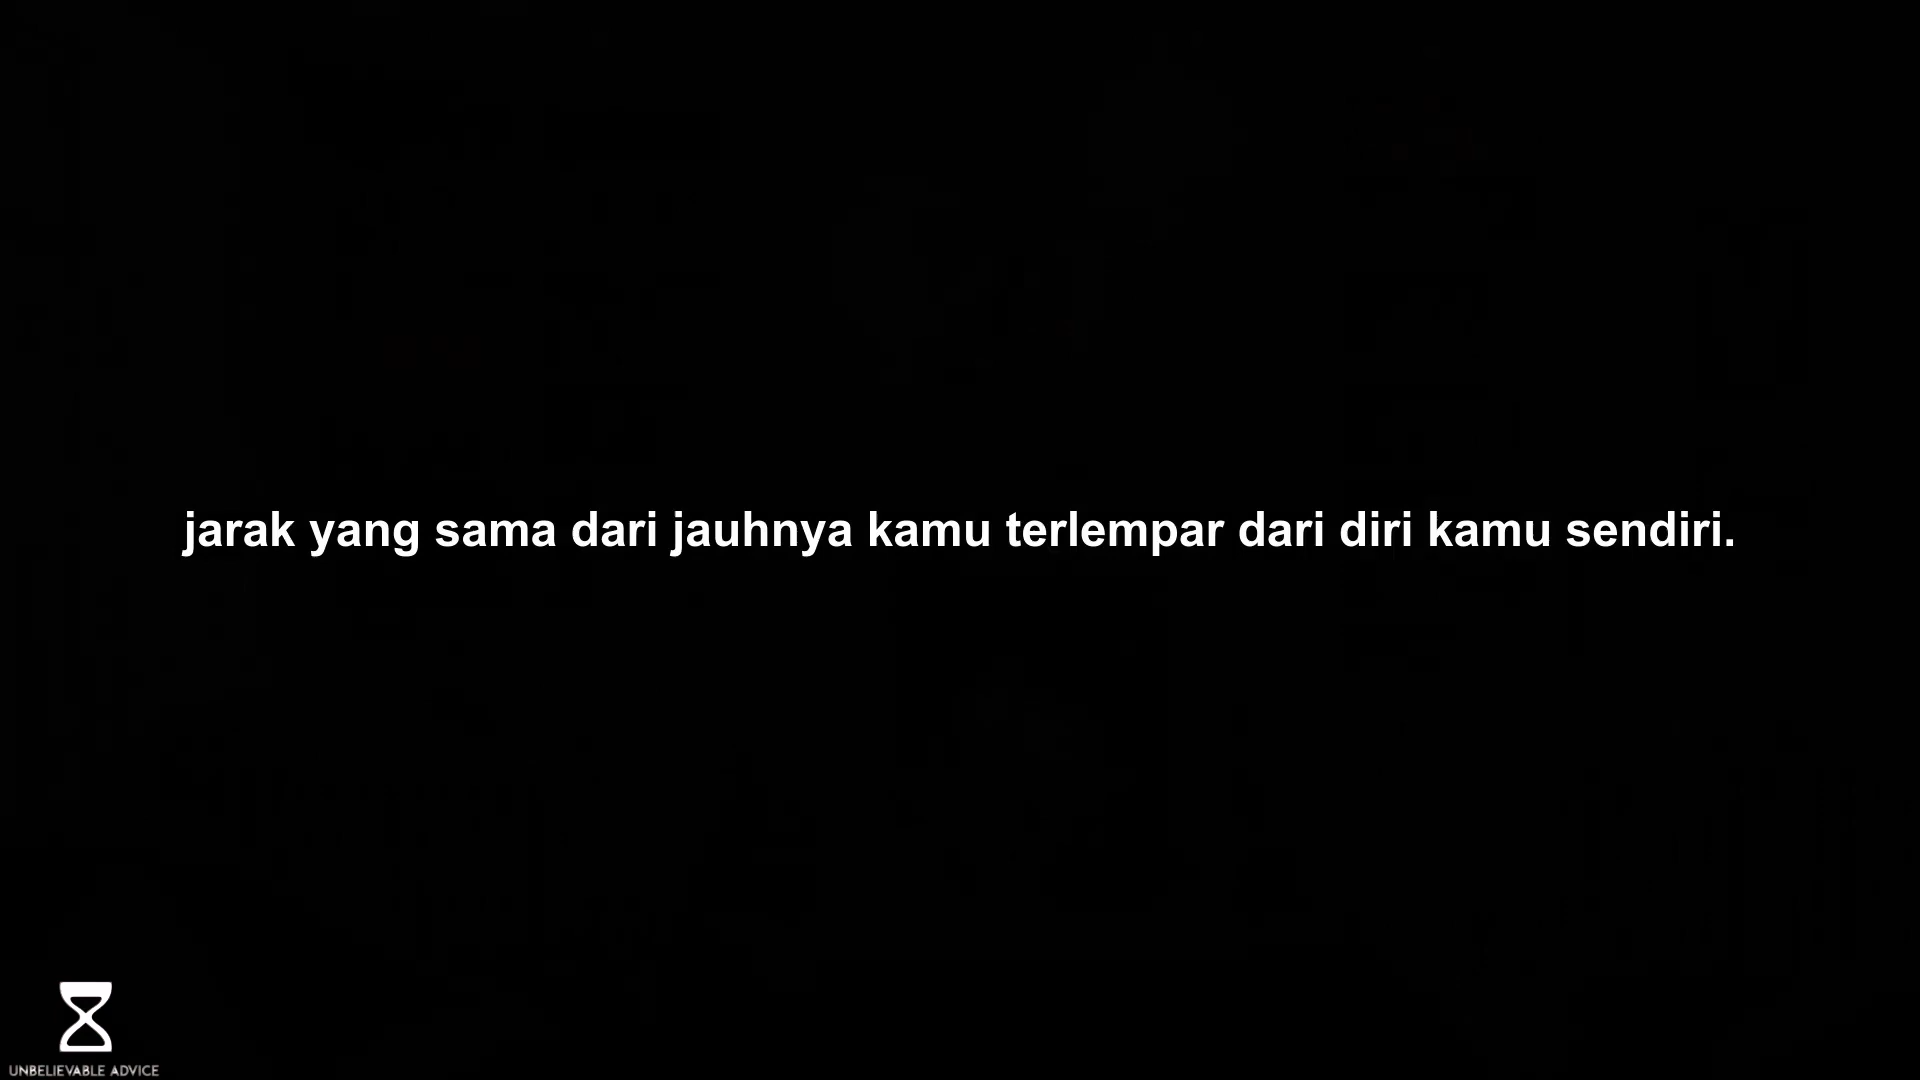 jarak yang sama dari jauhnya kamu terlempar dari diri kamu sendiri.
UNBELIEVABLE ADVICE